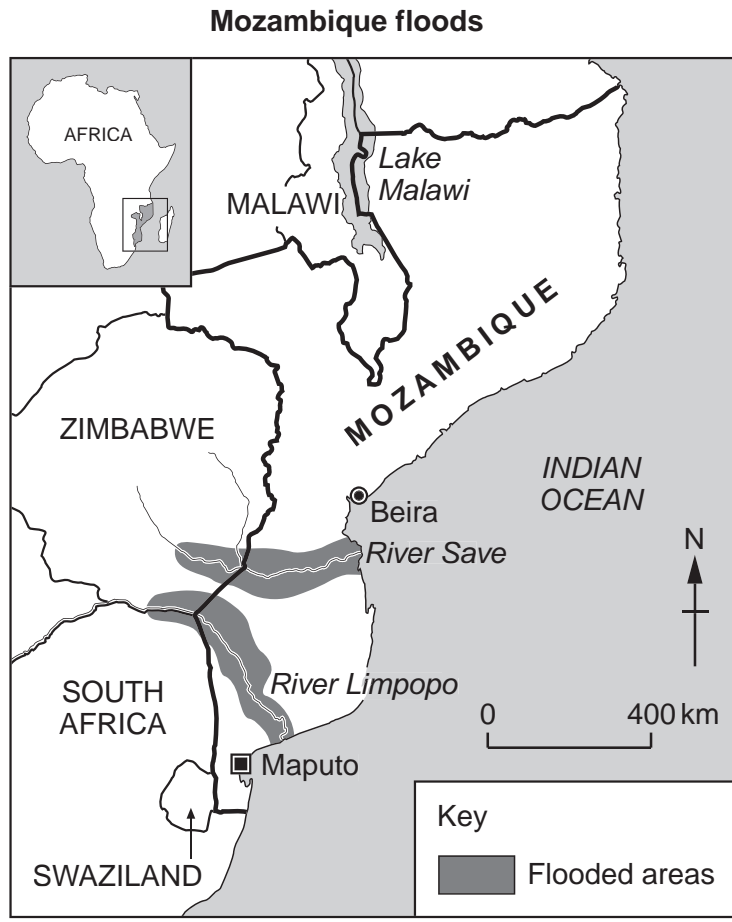 Mozambique floods
AFRICA
Lake
Malawi
MALAWI
MOZAMBIQUE
ZIMBABWE
INDIAN
OCEAN
Beira
River Save
N
River Limpopo
SOUTH
AFRICA
0
400 km
Maputo
Key
Flooded areas
SWAZILAND